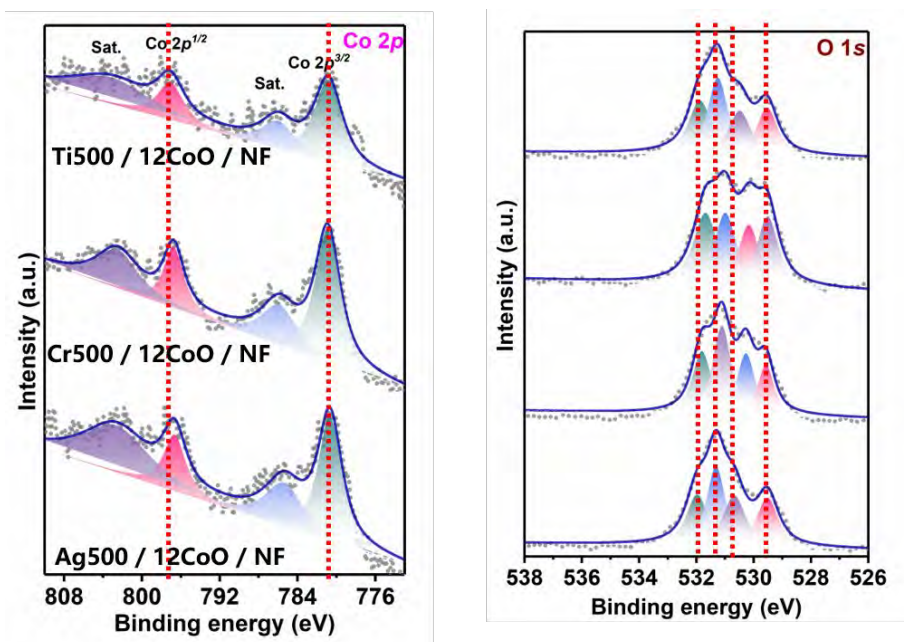 Sat.
Co 2p1/2
Co 2p3/2
Sat.
Co 2p
Ti500 / 12CoO / NF
Cr500 / 12CoO / NF
Ag500 / 12CoO / NF
Intensity (a.u.)
808 800 792 784 776
Binding energy (eV)
O 1s
Intensity (a.u.)
538 536 534 532 530 528 526
Binding energy (eV)